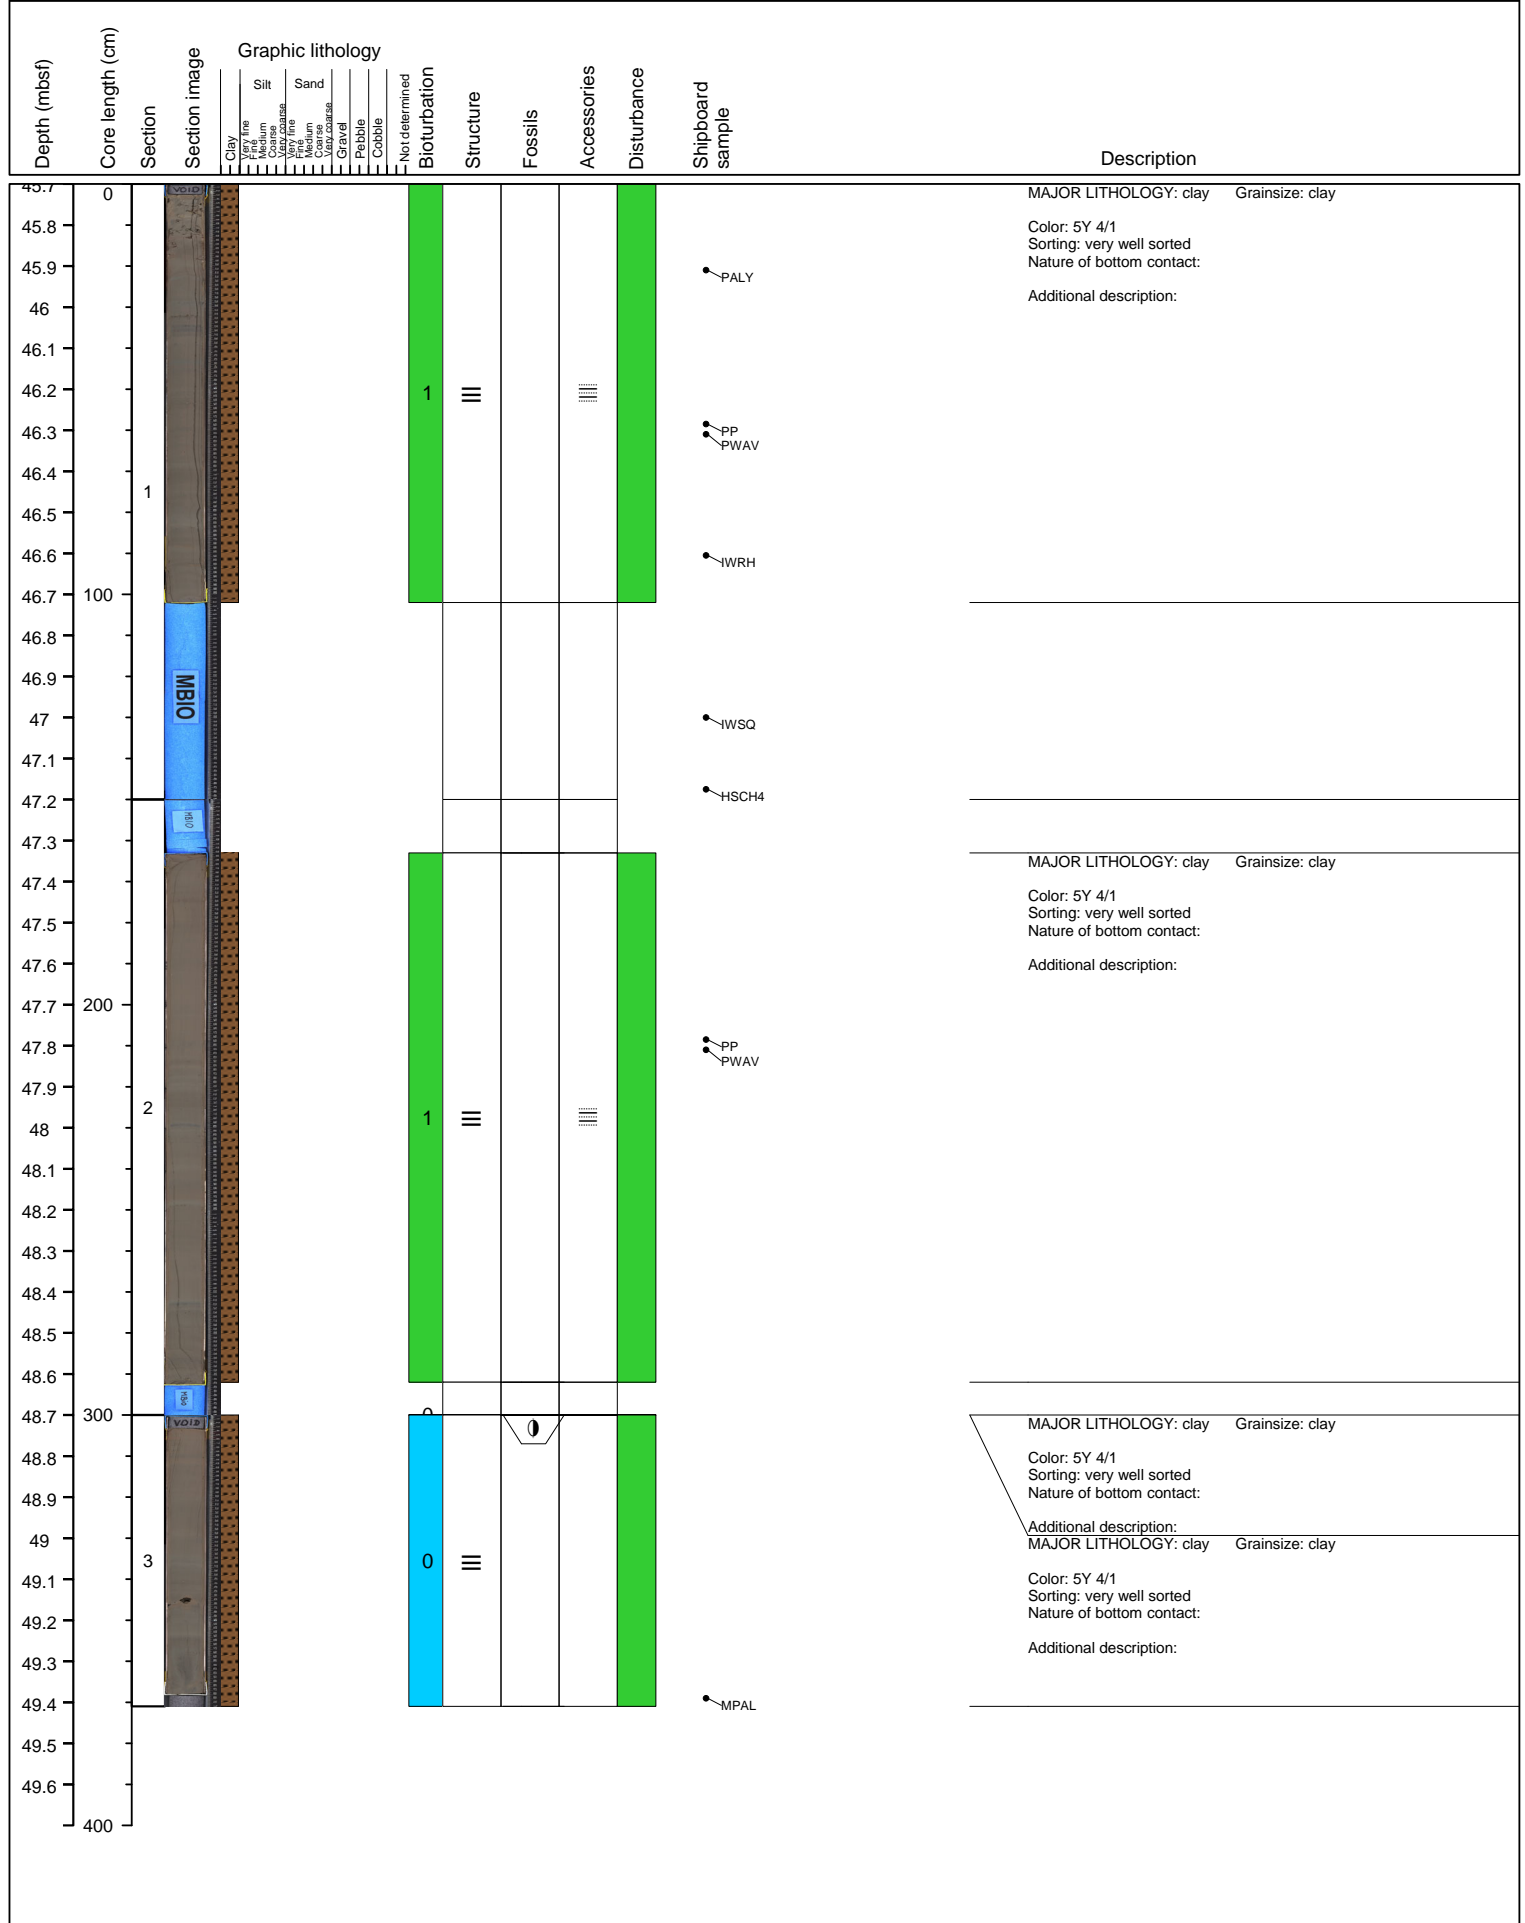 Depth (mbsf)
Core length (cm)
Section
Section image
Graphic lithology
Clay
Silt
Very fine
Fine
Medium
Coarse
Very coarse
Sand
Very fine
Fine
Medium
Coarse
Very coarse
Gravel
Pebble
Cobble
Not determined
Bioturbation
Structure
Fossils
Accessories
Disturbance
Shipboard
sample
Description
45.7
0
VOID
MAJOR LITHOLOGY: clay Grainsize: clay
45.8
Color: 5Y 4/1
Sorting: very well sorted
45.9
Nature of bottom contact:
PALY
46
Additional description:
46.1
46.2
1
46.3
PP
PWAV
46.4
1
46.5
46.6
IWRH
46.7
100
46.8
46.9
MBIO
47
IWSQ
47.1
47.2
HSCH4
MBIO
47.3
47.4
MAJOR LITHOLOGY: clay Grainsize: clay
Color: 5Y 4/1
47.5
Sorting: very well sorted
Nature of bottom contact:
47.6
Additional description:
47.7
200
47.8
PP
PWAV
47.9
2
1
48
48.1
48.2
48.3
48.4
48.5
48.6
MBIO
0
48.7
300
VOID
MAJOR LITHOLOGY: clay Grainsize: clay
48.8
Color: 5Y 4/1
Sorting: very well sorted
48.9
Nature of bottom contact:
Additional description:
49
MAJOR LITHOLOGY: clay Grainsize: clay
3
0
49.1
Color: 5Y 4/1
Sorting: very well sorted
49.2
Nature of bottom contact:
Additional description:
49.3
49.4
MPAL
49.5
49.6
400